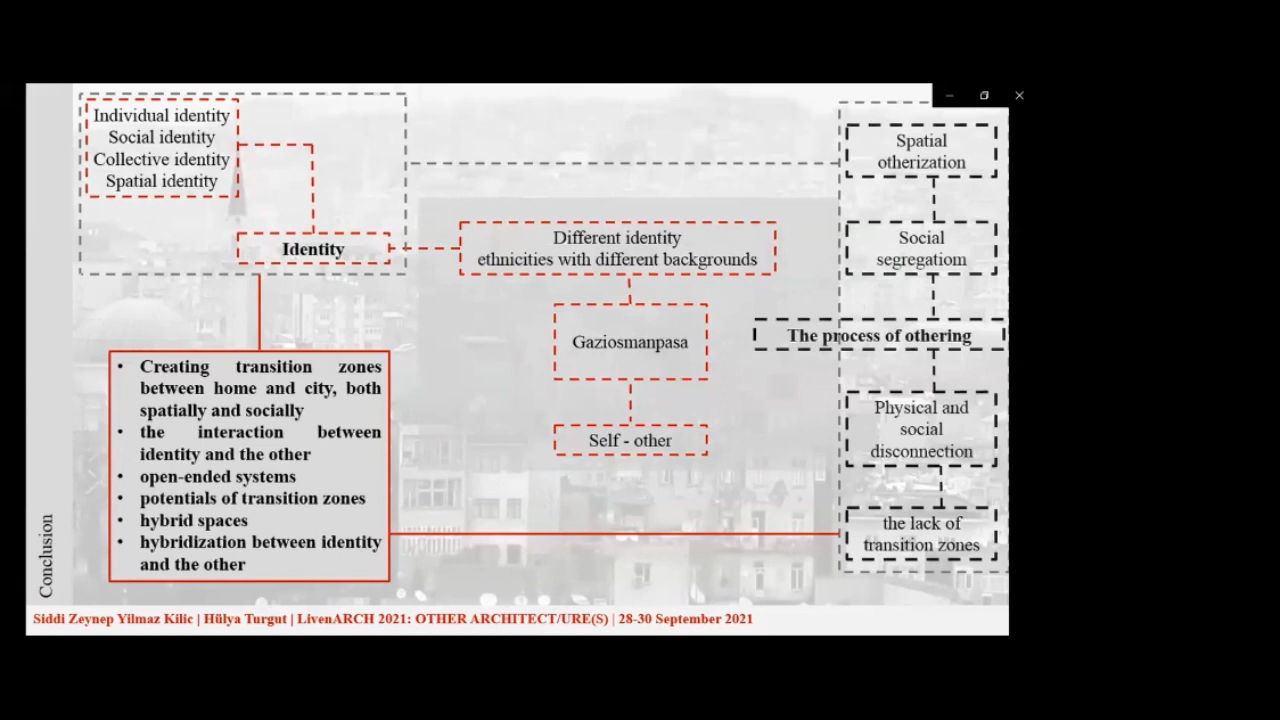 Individual identity
Social identity
Collective identity
Spatial identity
Identity
Different identity
ethnicities with different backgrounds
Gaziosmanpasa
Self - other
Spatial
otherization
Social
segregatiom
The process of othering
Physical and
social
disconnection
the lack of
transition zones
• Creating transition zones
between home and city, both
spatially and socially
• the interaction between
identity and the other
• open-ended systems
• potentials of transition zones
• hybrid spaces
• hybridization between identity
and the other
Conclusion
Siddi Zeynep Yilmaz Kilic | Hülya Turgut | LivenARCH 2021: OTHER ARCHITECT/URE(S) | 28-30 September 2021